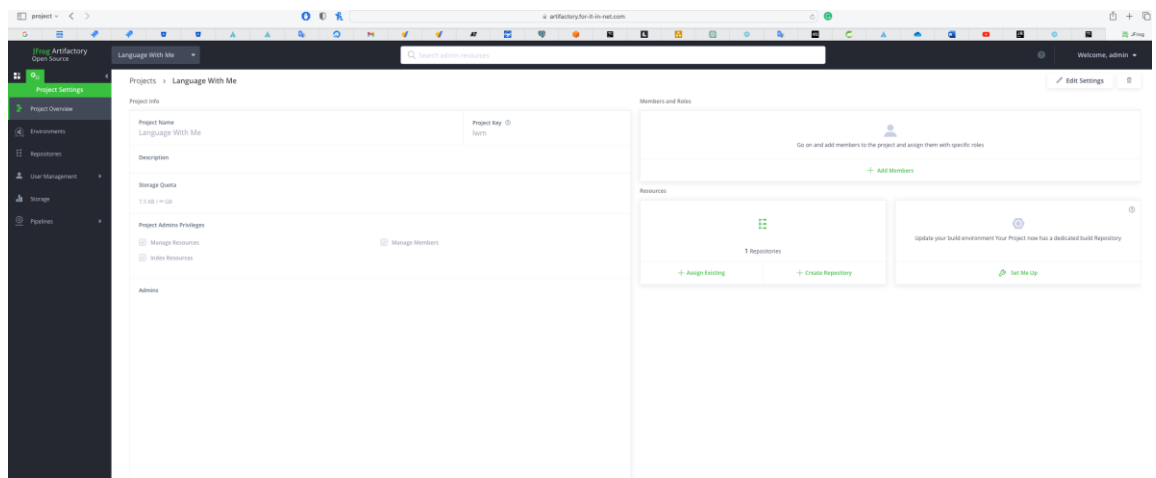 project
artifactory.for-it-in-net.com
JFrog
JFrog Artifactory
Open Source
Language With Me
Search admin resources
Welcome, admin
Project Settings
Projects > Language With Me
Edit Settings
Project Overview
Environments
Repositories
User Management
Storage
Pipelines
Project Info
Project Name
Language With Me
Project Key
lwm
Description
Storage Quota
Project Admins Privileges
Manage Resources
Manage Members
Index Resources
Admins
Members and Roles
Go on and add members to the project and assign them with specific roles
+ Add Members
Resources
1 Repositories
+ Assign Existing
+ Create Repository
Update your build environment Your Project now has a dedicated build Repository
Set Me Up